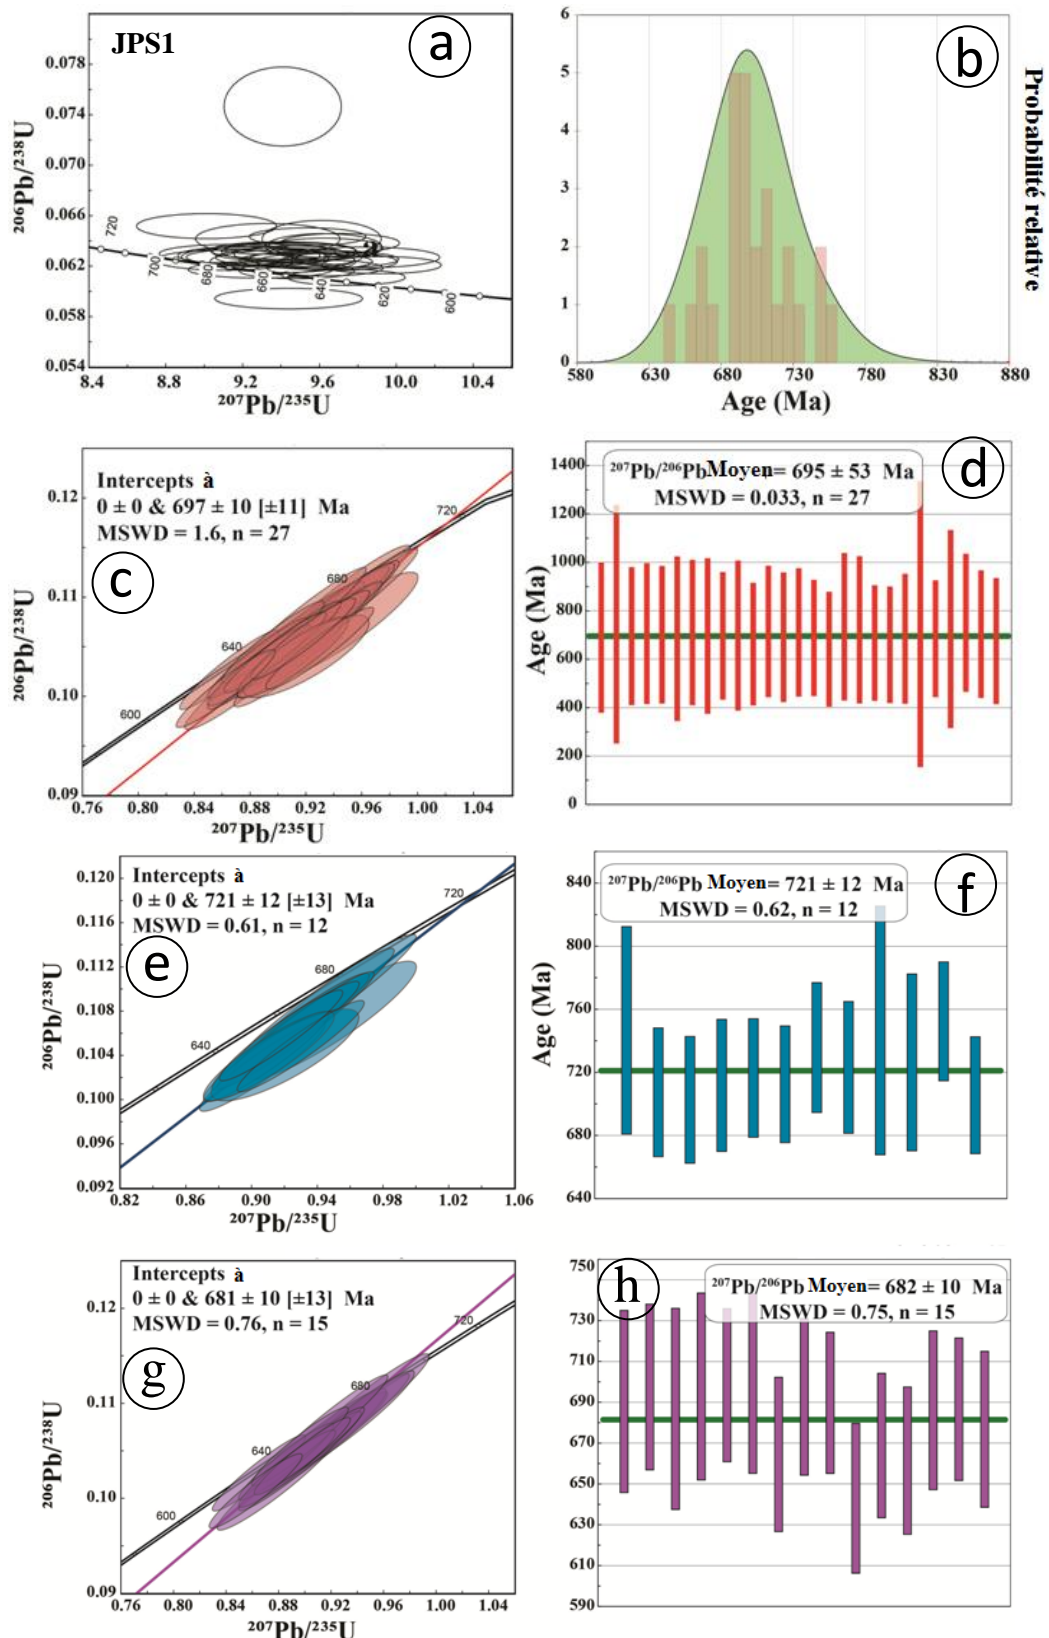 JPS1
a
0.078
0.074
0.070
0.066
0.062
0.058
0.054
720
700
680
660
640
620
600
8.4 8.8 9.2 9.6 10.0 10.4
206Pb/238U
207Pb/235U
b
6
5
4
3
2
1
0
580 630 680 730 780 830 880
Age (Ma)
Probabilité relative
Intercepts à
0 ± 0 & 697 ± 10 [±11] Ma
MSWD = 1.6, n = 27
c
0.12
0.11
0.10
0.09
720
680
640
600
0.76 0.80 0.84 0.88 0.92 0.96 1.00 1.04
206Pb/238U
207Pb/235U
207Pb/206Pb Moyen= 695 ± 53 Ma
MSWD = 0.033, n = 27
d
1400
1200
1000
800
600
400
200
0
Age (Ma)
Intercepts à
0 ± 0 & 721 ± 12 [±13] Ma
MSWD = 0.61, n = 12
e
0.120
0.116
0.112
0.108
0.104
0.100
0.096
0.092
720
680
640
0.82 0.86 0.90 0.94 0.98 1.02 1.06
206Pb/238U
207Pb/235U
207Pb/206Pb Moyen= 721 ± 12 Ma
MSWD = 0.62, n = 12
f
840
800
760
720
680
640
Age (Ma)
Intercepts à
0 ± 0 & 681 ± 10 [±13] Ma
MSWD = 0.76, n = 15
g
0.12
0.11
0.10
0.09
720
680
640
600
0.76 0.80 0.84 0.88 0.92 0.96 1.00 1.04
206Pb/238U
207Pb/235U
h
207Pb/206Pb Moyen= 682 ± 10 Ma
MSWD = 0.75, n = 15
750
730
710
690
670
650
630
610
590